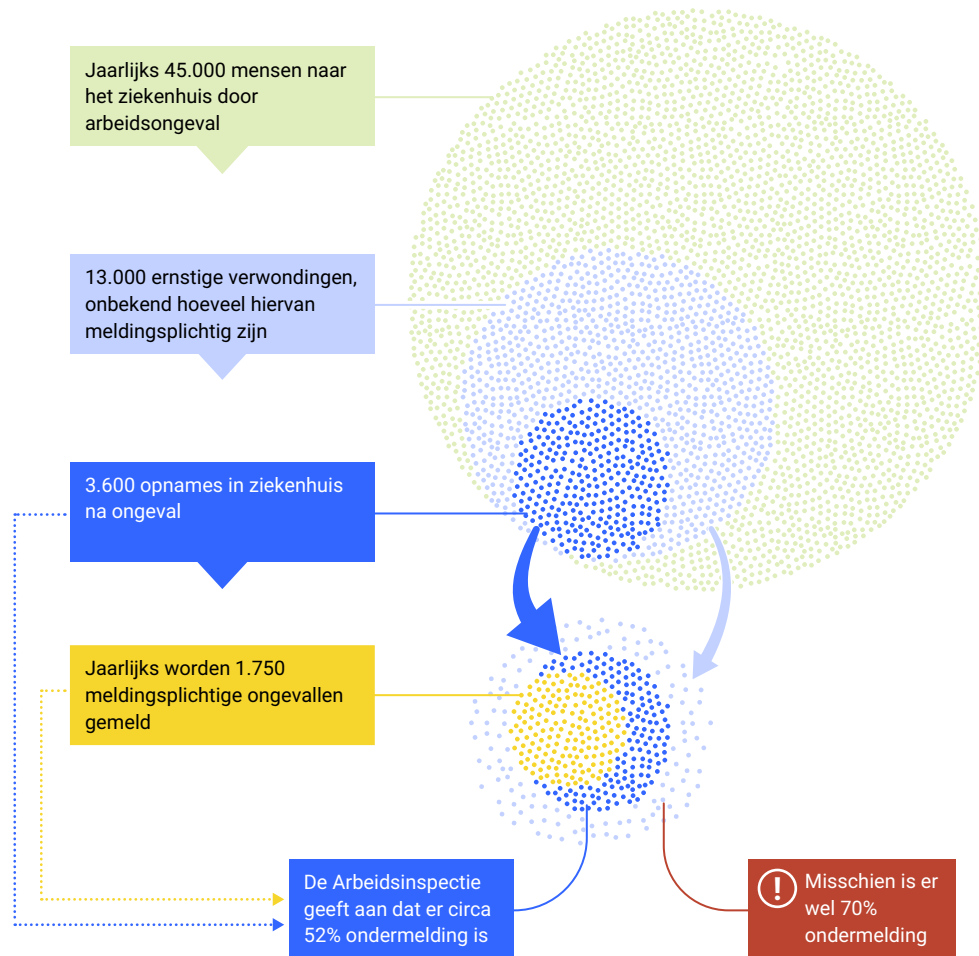 Jaarlijks 45.000 mensen naar
het ziekenhuis door
arbeidsongeval
13.000 ernstige verwondingen,
onbekend hoeveel hiervan
meldingsplichtig zijn
3.600 opnames in ziekenhuis
na ongeval
Jaarlijks worden 1.750
meldingsplichtige ongevallen
gemeld
De Arbeidsinspectie
geeft aan dat er circa
52% ondermelding is
!
Misschien is er
wel 70%
ondermelding